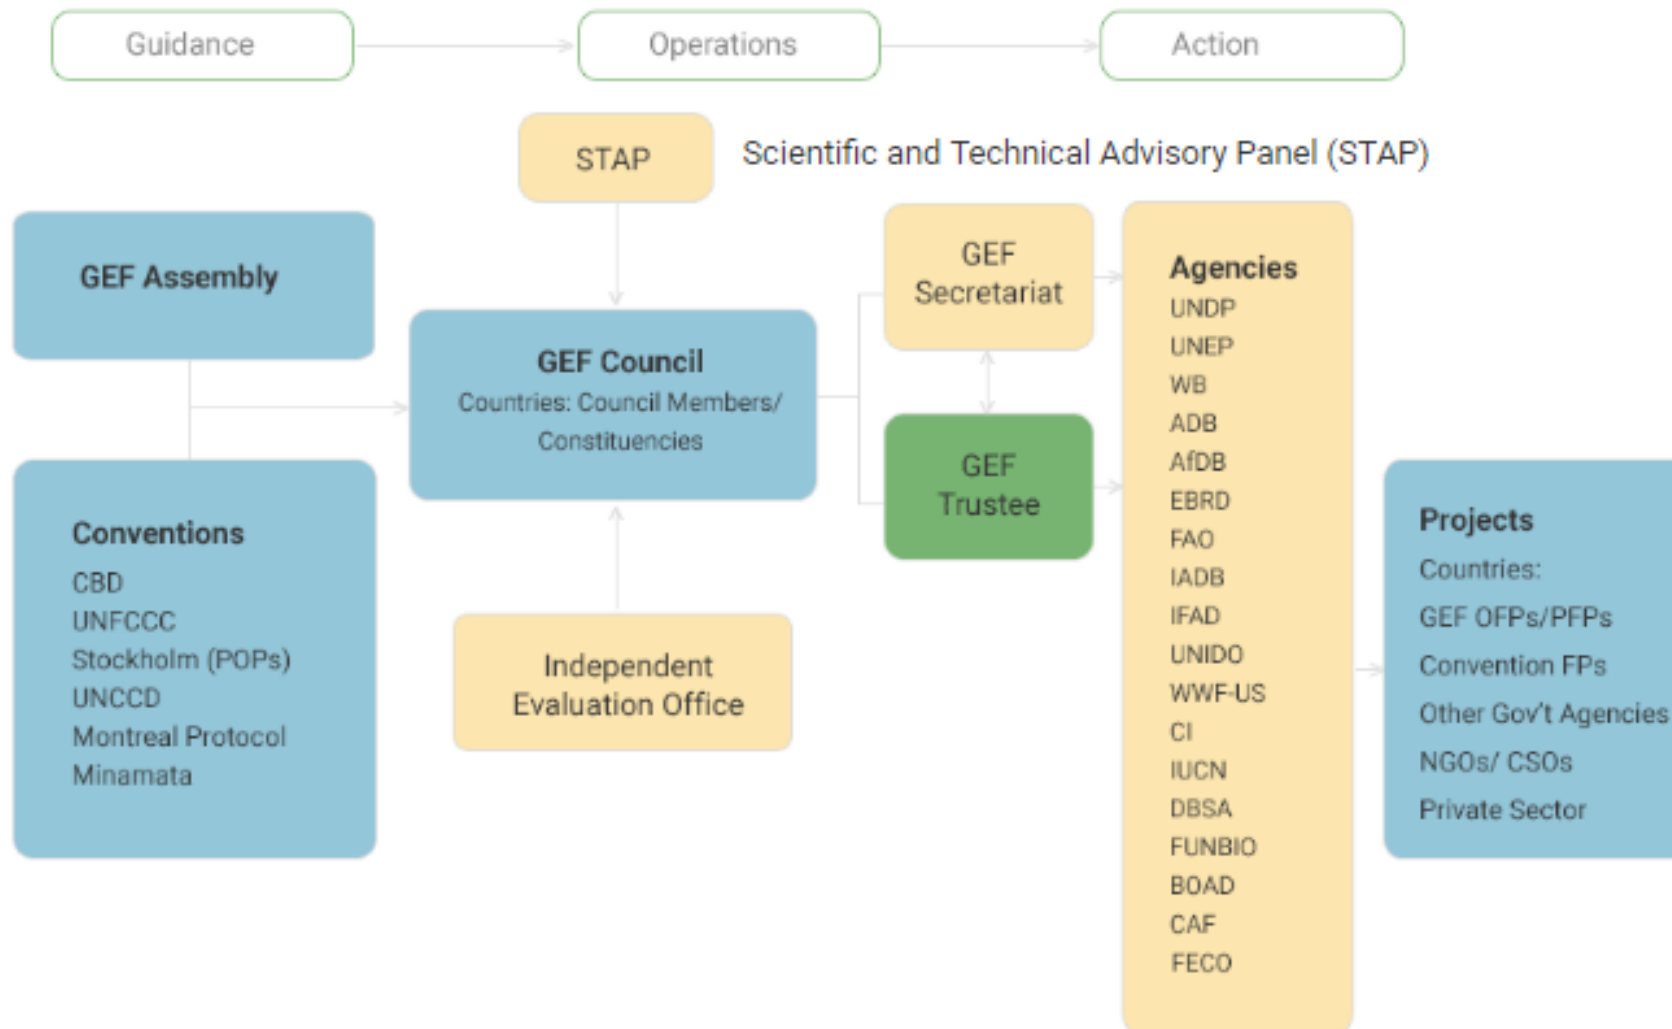 Guidance
Operations
Action
STAP
Scientific and Technical Advisory Panel (STAP)
GEF Assembly
Conventions
CBD
UNFCCC
Stockholm (POPs)
UNCCD
Montreal Protocol
Minamata
GEF Council
Countries: Council Members/
Constituencies
Independent
Evaluation Office
GEF
Secretariat
GEF
Trustee
Agencies
UNDP
UNEP
WB
ADB
AfDB
EBRD
FAO
IADB
IFAD
UNIDO
WWF-US
CI
IUCN
DBSA
FUNBIO
BOAD
CAF
FECO
Projects
Countries:
GEF OFPs/PFPs
Convention FPs
Other Gov't Agencies
NGOs/ CSOs
Private Sector